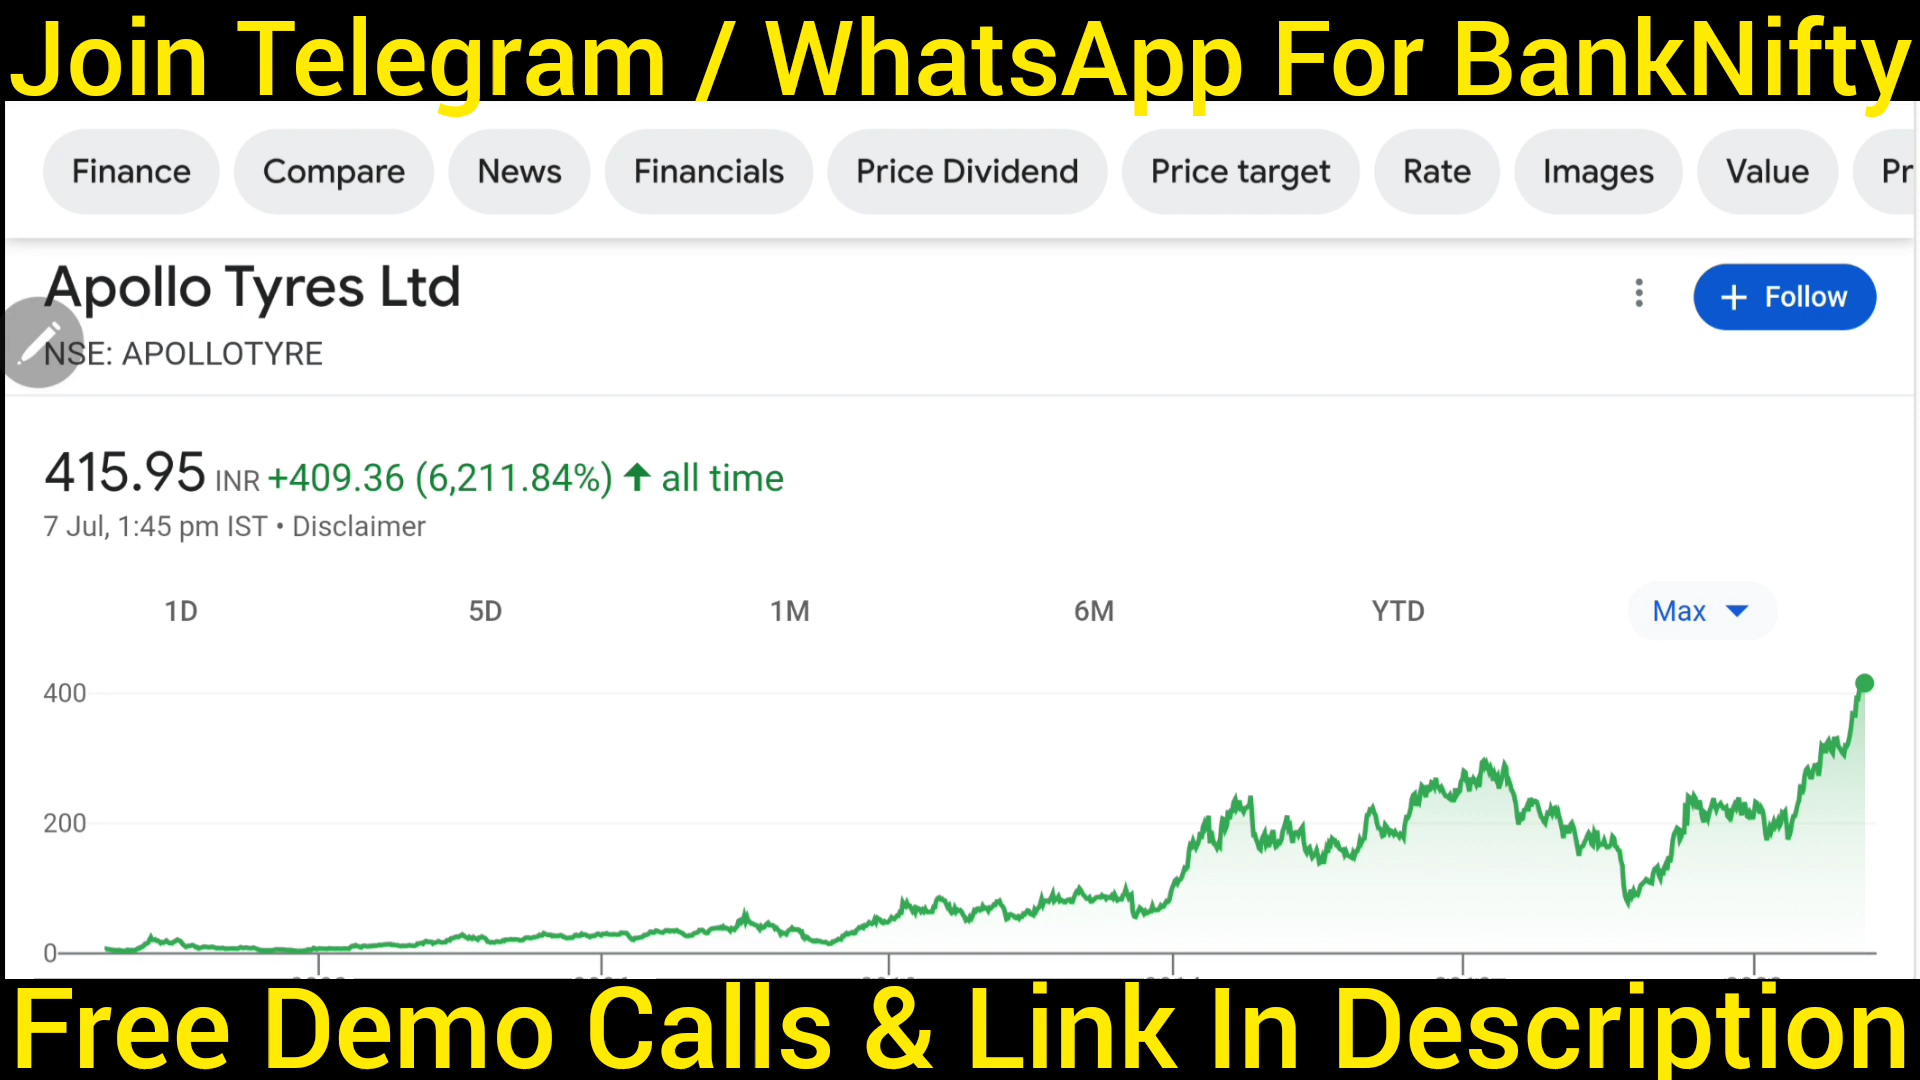 Join Telegram / WhatsApp For BankNifty
Finance Compare News Financials Price Dividend Price target Rate Images Value Pr
Apollo Tyres Ltd
+ Follow
NSE: APOLLOTYRE
415.95 INR +409.36 (6,211.84%) ↑ all time
7 Jul, 1:45 pm IST • Disclaimer
1D 5D 1M 6M YTD Max
400
200
0
Free Demo Calls & Link In Description